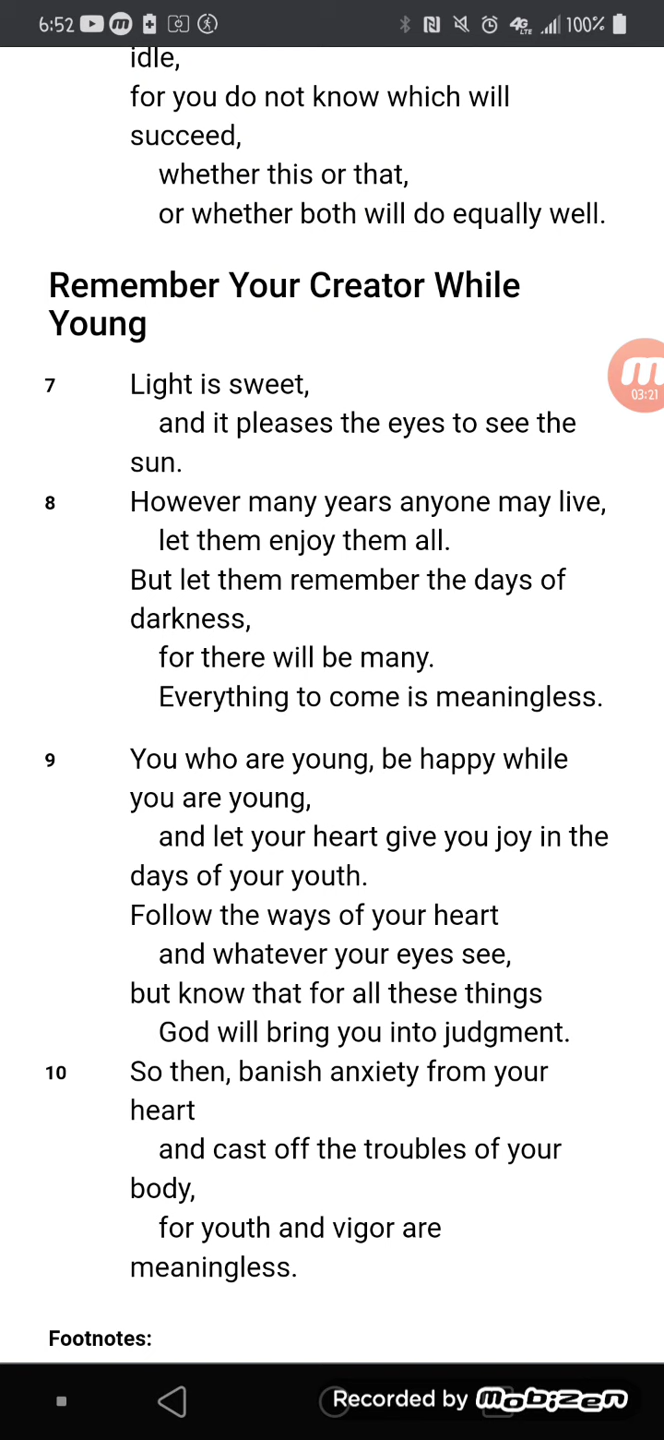 6:52 4G LTE 100%
idle,
for you do not know which will
succeed,
whether this or that,
or whether both will do equally well.
Remember Your Creator While
Young
7 Light is sweet,
and it pleases the eyes to see the
sun.
8 However many years anyone may live,
let them enjoy them all.
But let them remember the days of
darkness,
for there will be many.
Everything to come is meaningless.
9 You who are young, be happy while
you are young,
and let your heart give you joy in the
days of your youth.
Follow the ways of your heart
and whatever your eyes see,
but know that for all these things
God will bring you into judgment.
10 So then, banish anxiety from your
heart
and cast off the troubles of your
body,
for youth and vigor are
meaningless.
Footnotes:
03:21
Recorded by Mobizen